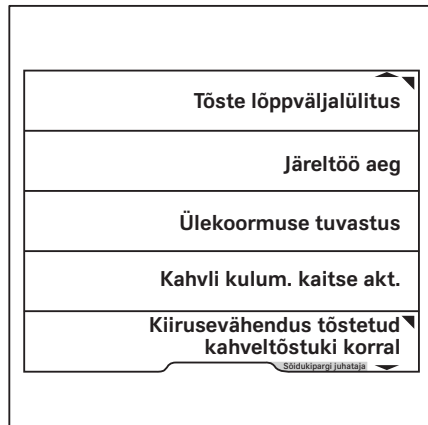 Tõste lõppväljalülitus
Järeltöö aeg
Ülekoormuse tuvastus
Kahvli kulum. kaitse akt.
Kiirusevähendus tõstetud
kahveltõstuki korral
Sõidukipargi juhataja